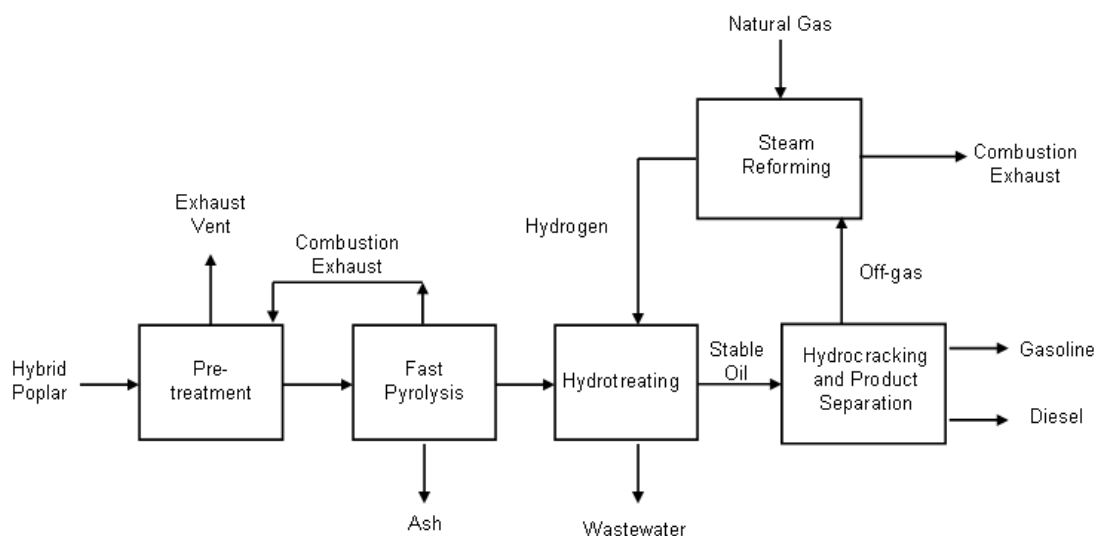 Natural Gas
Steam
Reforming
Combustion
Exhaust
Exhaust
Vent
Hydrogen
Combustion
Exhaust
Off-gas
Hybrid
Poplar
Pre-
treatment
Fast
Pyrolysis
Hydrotreating
Stable
Oil
Hydrocracking
and Product
Separation
Gasoline
Diesel
Ash
Wastewater